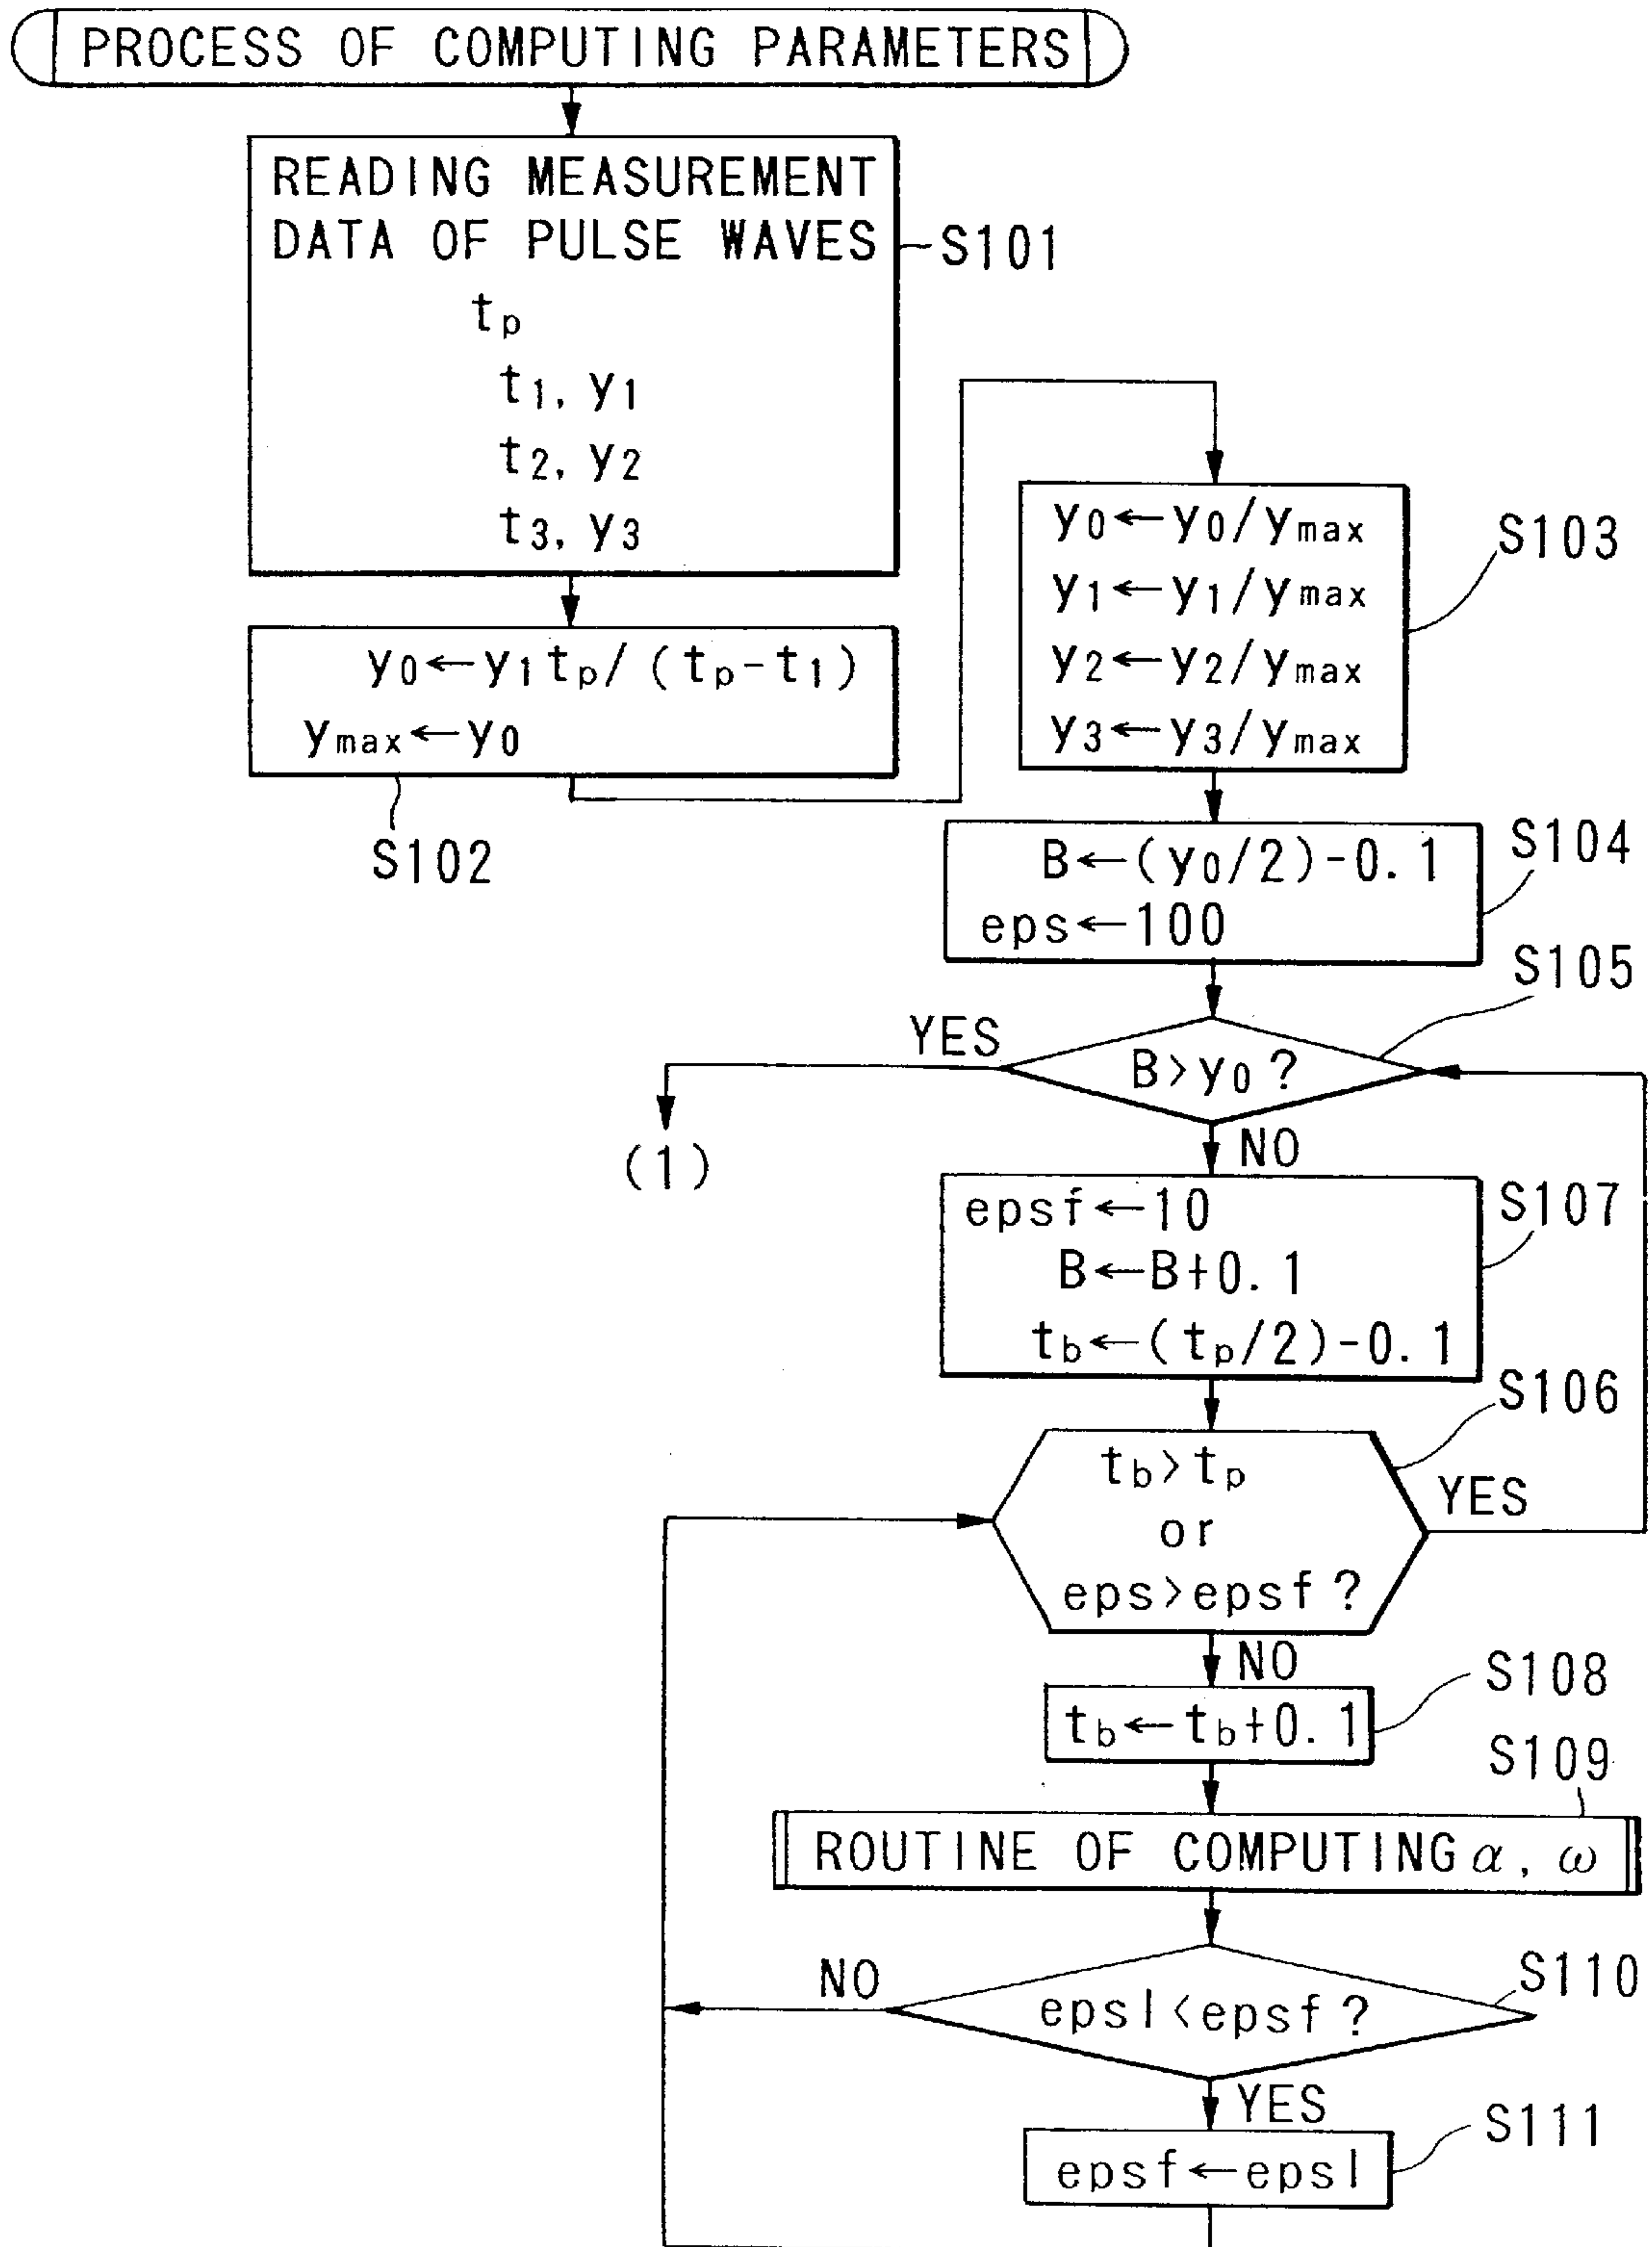 PROCESS OF COMPUTING PARAMETERS
READING MEASUREMENT
DATA OF PULSE WAVES
S101
tp
t1, y1
t2, y2
t3, y3
y0←y1tp/(tp-t1)
ymax←y0
S102
y0←y0/ymax
y1←y1/ymax
y2←y2/ymax
y3←y3/ymax
S103
B←(y0/2)-0.1
eps←100
S104
S105
B>y0?
YES
(1)
NO
epsf←10
B←B+0.1
tb←(tp/2)-0.1
S107
S106
tb>tp
or
eps>epsf?
YES
NO
tb←tb+0.1
S108
S109
ROUTINE OF COMPUTING α, ω
S110
epsl<epsf?
NO
YES
epsf←epsl
S111